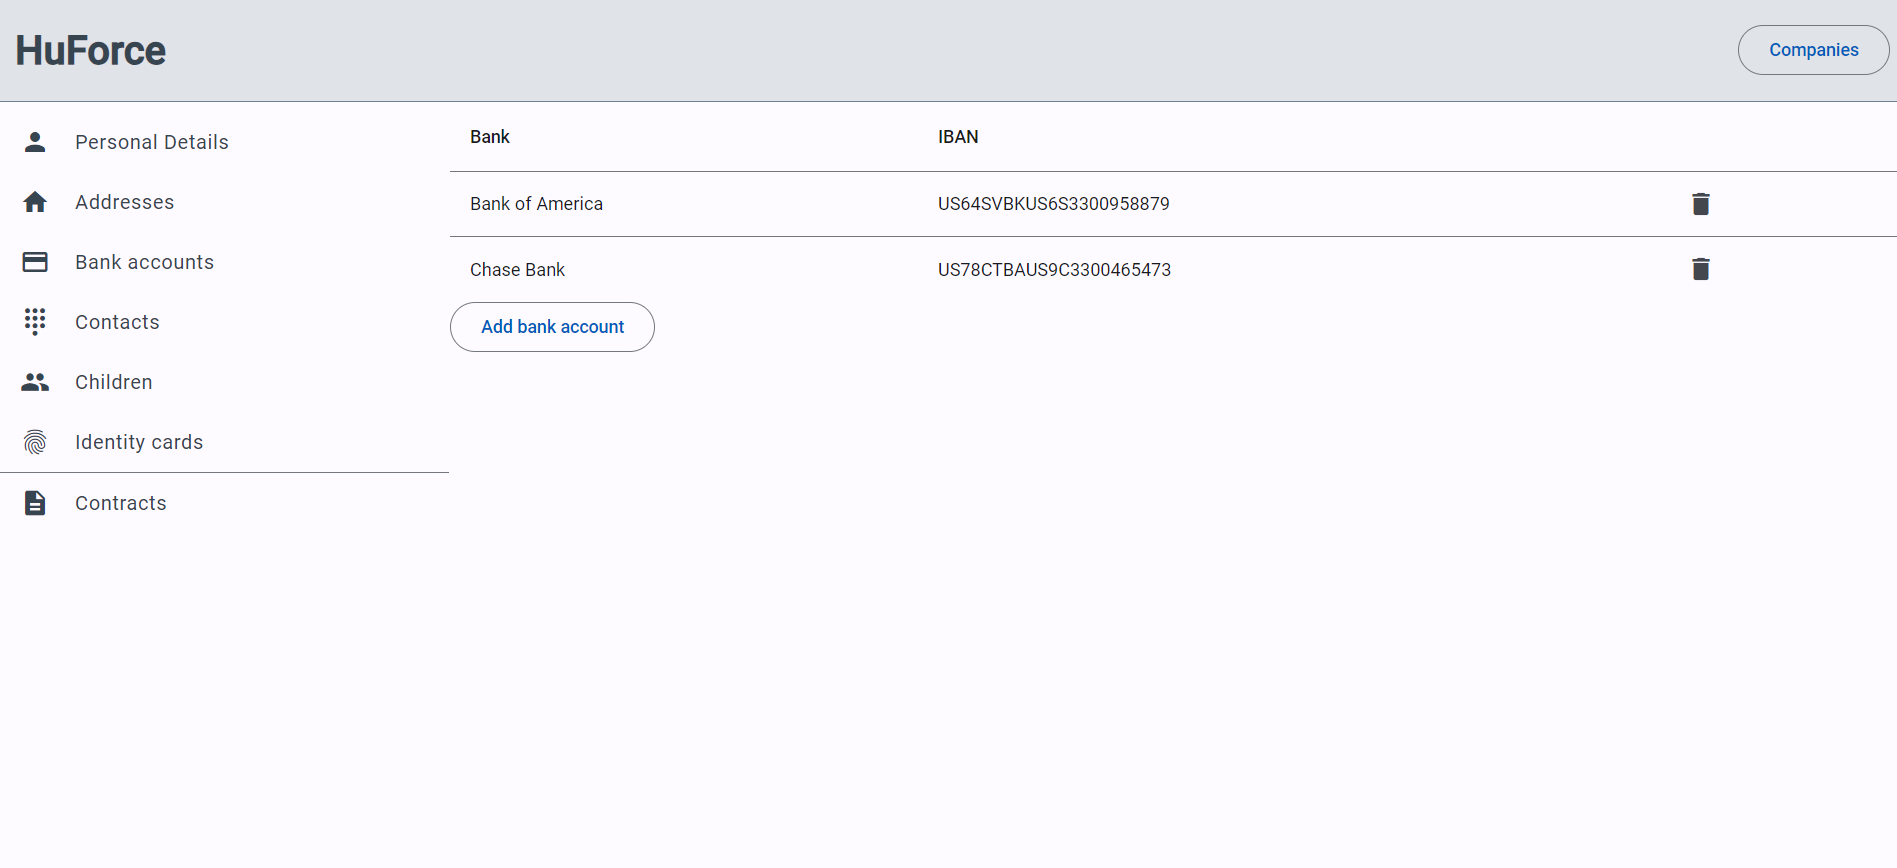 HuForce
Companies
Personal Details
Addresses
Bank accounts
Contacts
Children
Identity cards
Contracts
Bank IBAN
Bank of America US64SVBKUS6S3300958879
Chase Bank US78CTBAUS9C3300465473
Add bank account